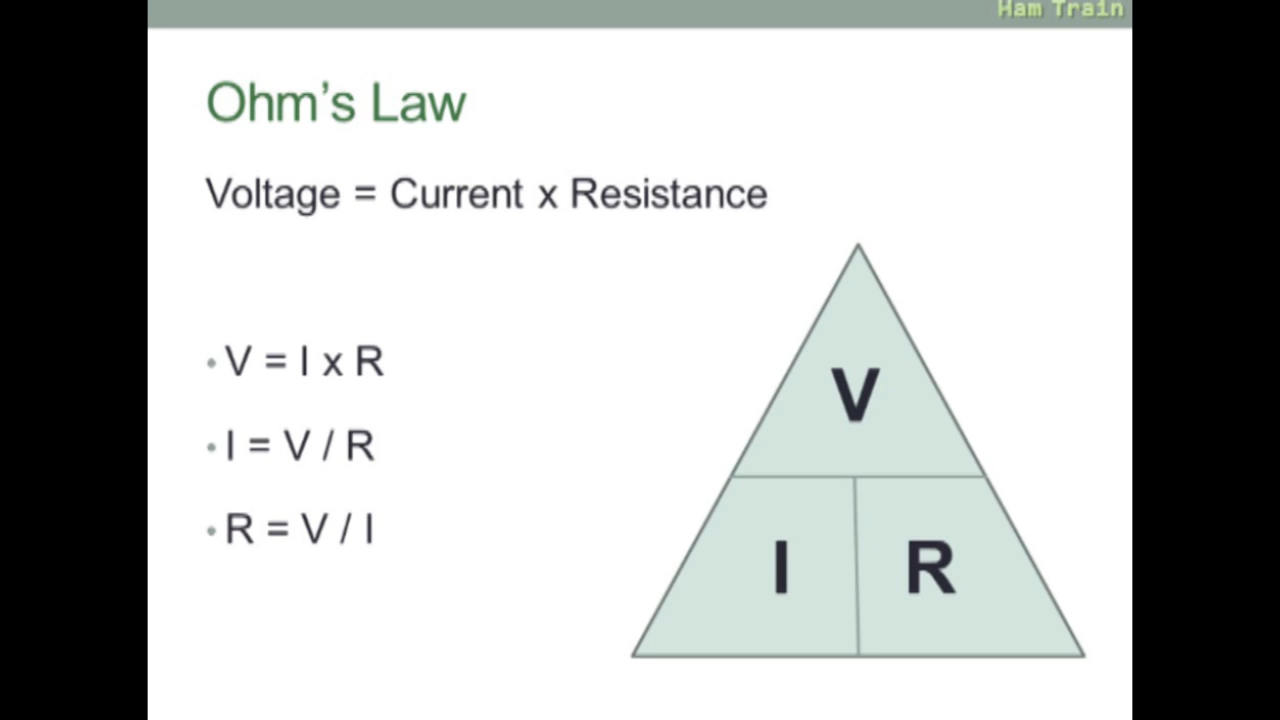 Ham Train
Ohm's Law
Voltage = Current x Resistance
• V = I x R
• I = V / R
• R = V / I
V
I R